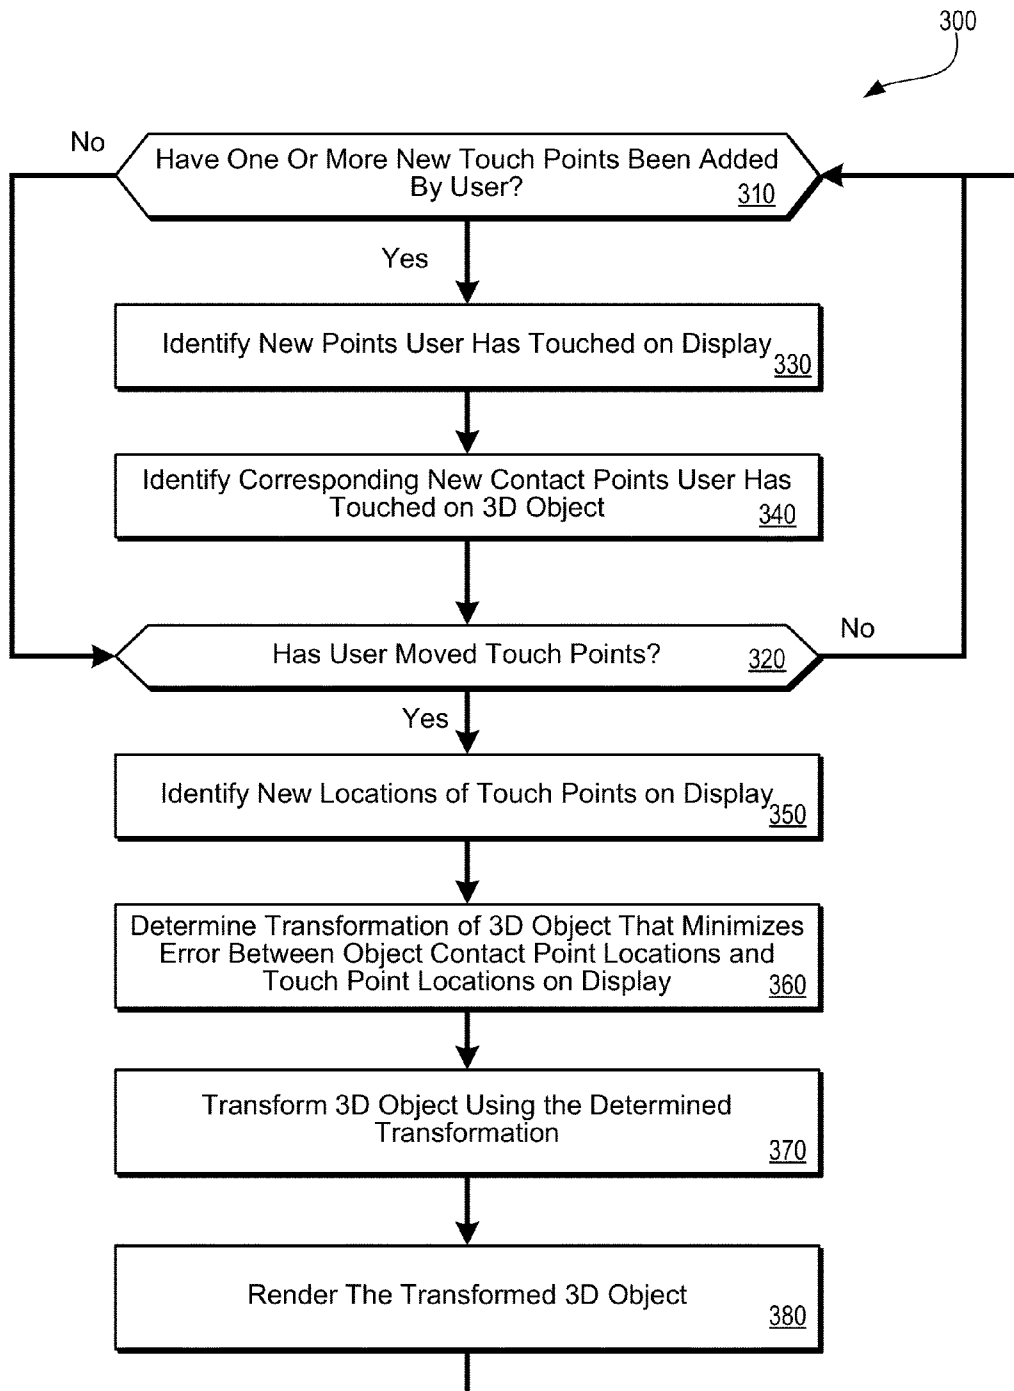 300
No
Have One Or More New Touch Points Been Added
By User?
310
Yes
Identify New Points User Has Touched on Display
330
Identify Corresponding New Contact Points User Has
Touched on 3D Object
340
Has User Moved Touch Points?
320
No
Yes
Identify New Locations of Touch Points on Display
350
Determine Transformation of 3D Object That Minimizes
Error Between Object Contact Point Locations and
Touch Point Locations on Display
360
Transform 3D Object Using the Determined
Transformation
370
Render The Transformed 3D Object
380